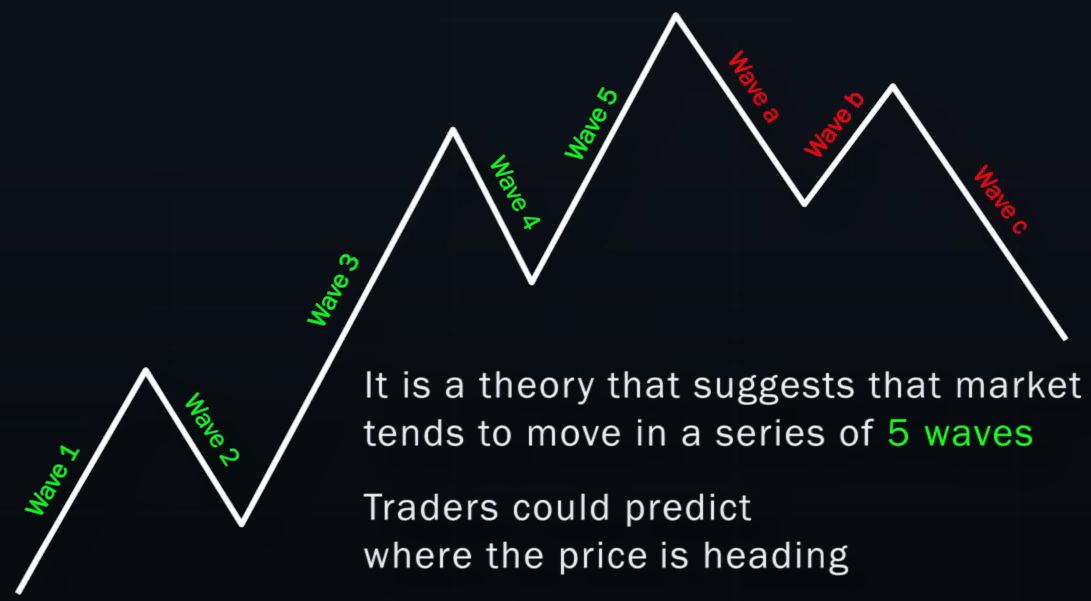 Wave 1
Wave 2
Wave 3
Wave 4
Wave 5
Wave a
Wave b
Wave c
It is a theory that suggests that market
tends to move in a series of 5 waves
Traders could predict
where the price is heading